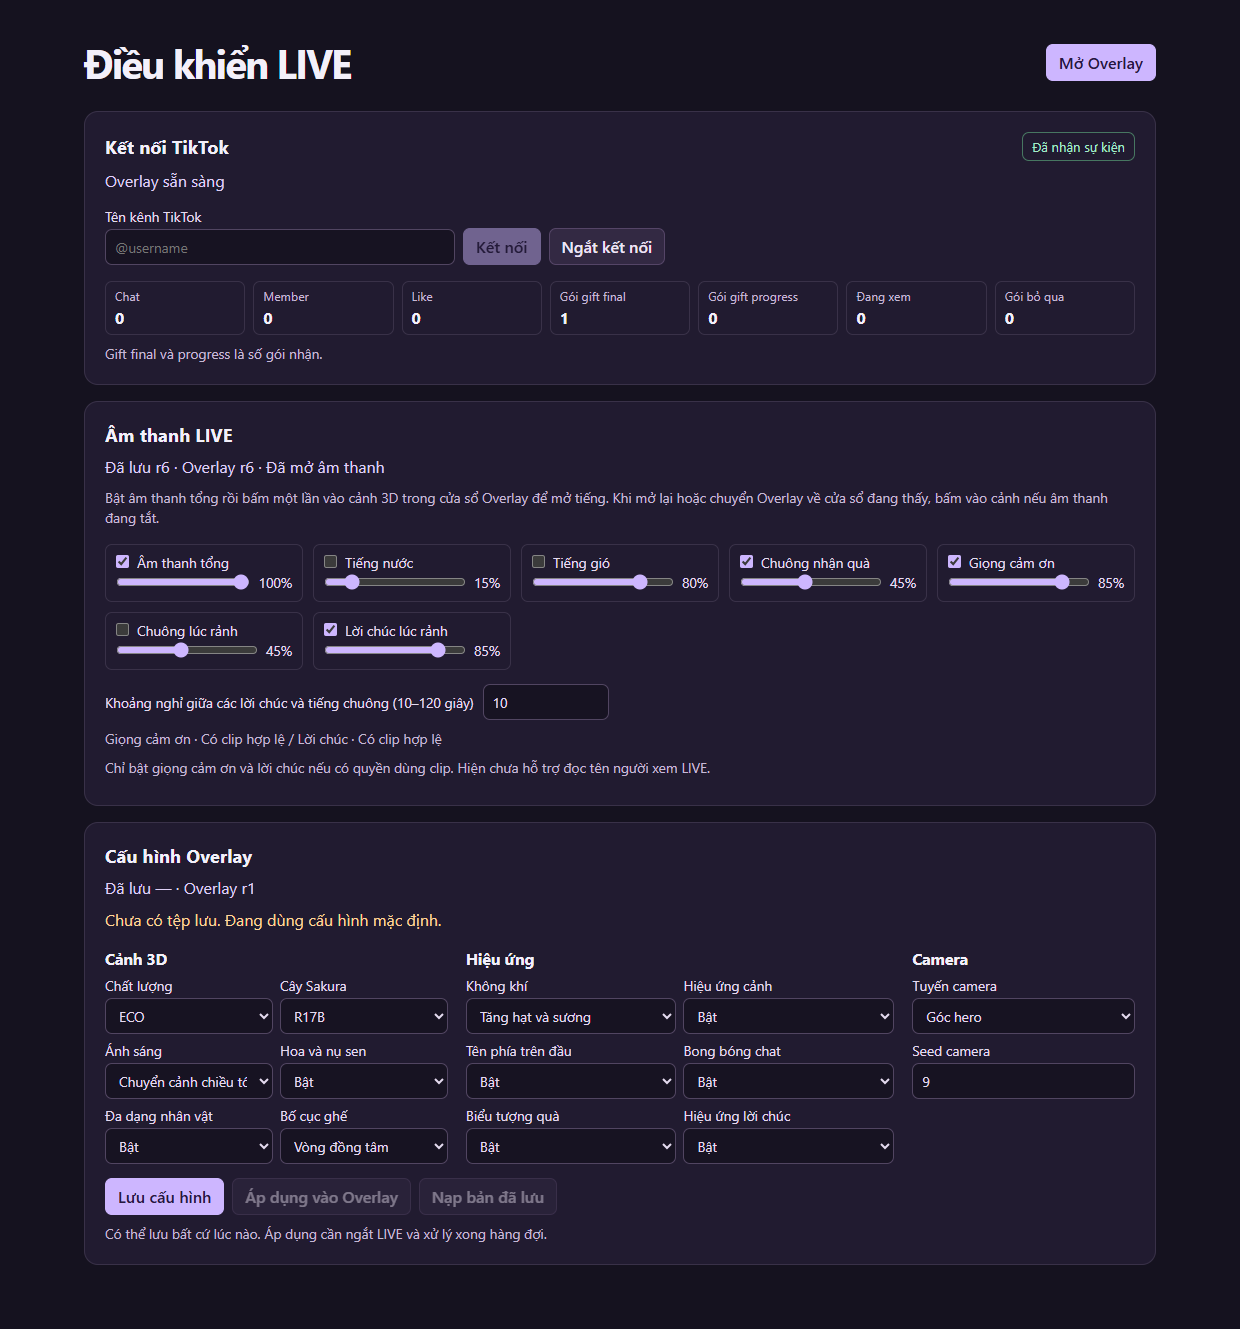 Điều khiển LIVE
Mở Overlay
Kết nối TikTok
Đã nhận sự kiện
Overlay sẵn sàng
Tên kênh TikTok
@username
Kết nối
Ngắt kết nối
Chat
0
Member
0
Like
0
Gói gift final
1
Gói gift progress
0
Đang xem
0
Gói bỏ qua
0
Gift final và progress là số gói nhận.
Âm thanh LIVE
Đã lưu r6 · Overlay r6 · Đã mở âm thanh
Bật âm thanh tổng rồi bấm một lần vào cảnh 3D trong cửa sổ Overlay để mở tiếng. Khi mở lại hoặc chuyển Overlay về cửa sổ đang thấy, bấm vào cảnh nếu âm thanh
đang tắt.
Âm thanh tổng
100%
Tiếng nước
15%
Tiếng gió
80%
Chuông nhận quà
45%
Giọng cảm ơn
85%
Chuông lúc rảnh
45%
Lời chúc lúc rảnh
85%
Khoảng nghỉ giữa các lời chúc và tiếng chuông (10–120 giây)
10
Giọng cảm ơn · Có clip hợp lệ / Lời chúc · Có clip hợp lệ
Chỉ bật giọng cảm ơn và lời chúc nếu có quyền dùng clip. Hiện chưa hỗ trợ đọc tên người xem LIVE.
Cấu hình Overlay
Đã lưu — · Overlay r1
Chưa có tệp lưu. Đang dùng cấu hình mặc định.
Cảnh 3D
Chất lượng
ECO
Cây Sakura
R17B
Ánh sáng
Chuyển cảnh chiều tố
Hoa và nụ sen
Bật
Đa dạng nhân vật
Bật
Bố cục ghế
Vòng đồng tâm
Hiệu ứng
Không khí
Tăng hạt và sương
Hiệu ứng cảnh
Bật
Tên phía trên đầu
Bật
Bong bóng chat
Bật
Biểu tượng quà
Bật
Hiệu ứng lời chúc
Bật
Camera
Tuyến camera
Góc hero
Seed camera
9
Lưu cấu hình
Áp dụng vào Overlay
Nạp bản đã lưu
Có thể lưu bất cứ lúc nào. Áp dụng cần ngắt LIVE và xử lý xong hàng đợi.